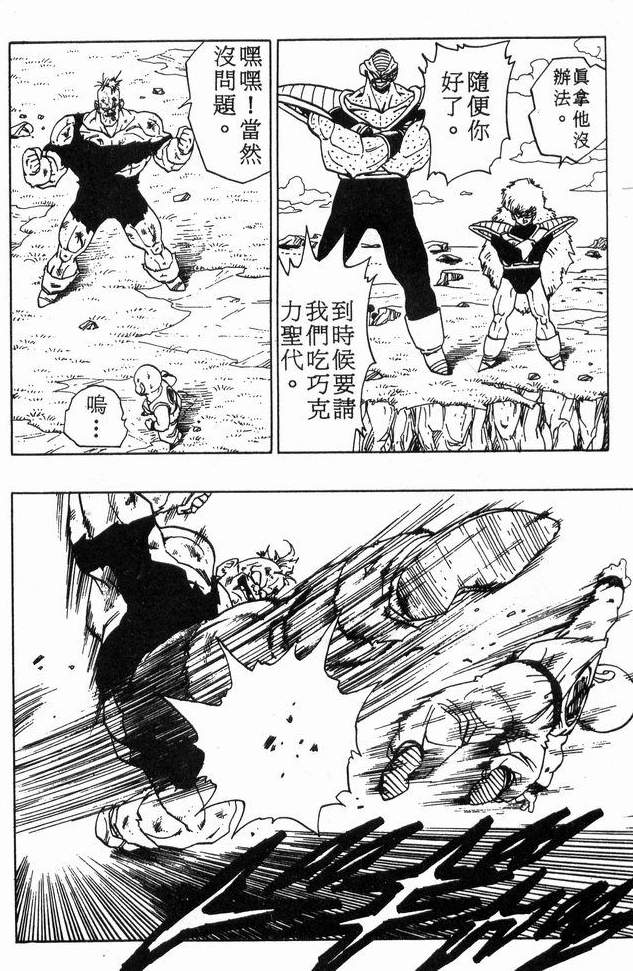 眞拿他沒
辦法。
隨便你
好了。
到時候要請
我們吃巧克
力聖代。
嘿嘿！當然
沒問題。
嗚…